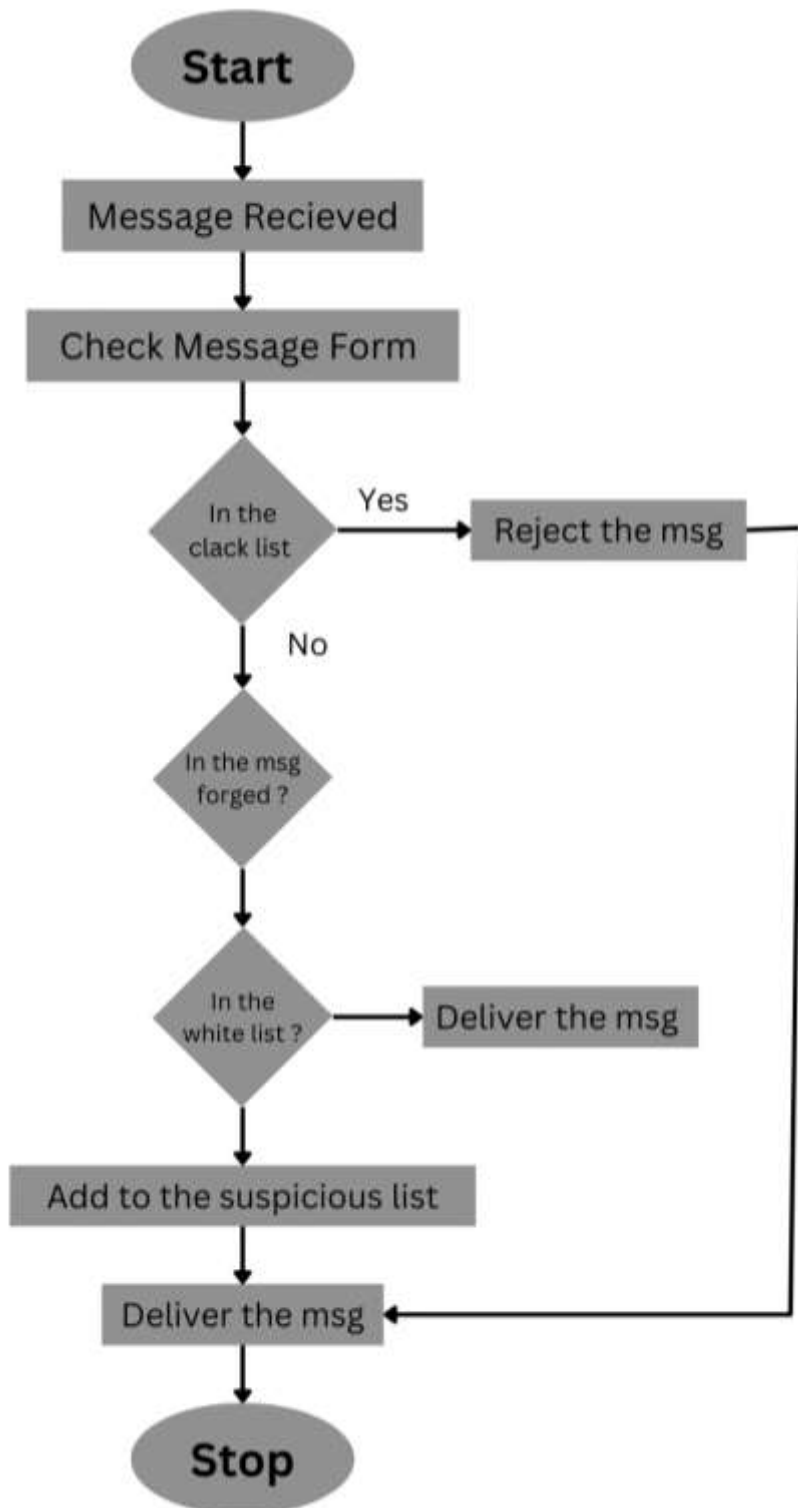 Start
Message Recieved
Check Message Form
In the
clack list
Yes
Reject the msg
No
In the msg
forged ?
In the
white list ?
Deliver the msg
Add to the suspicious list
Deliver the msg
Stop